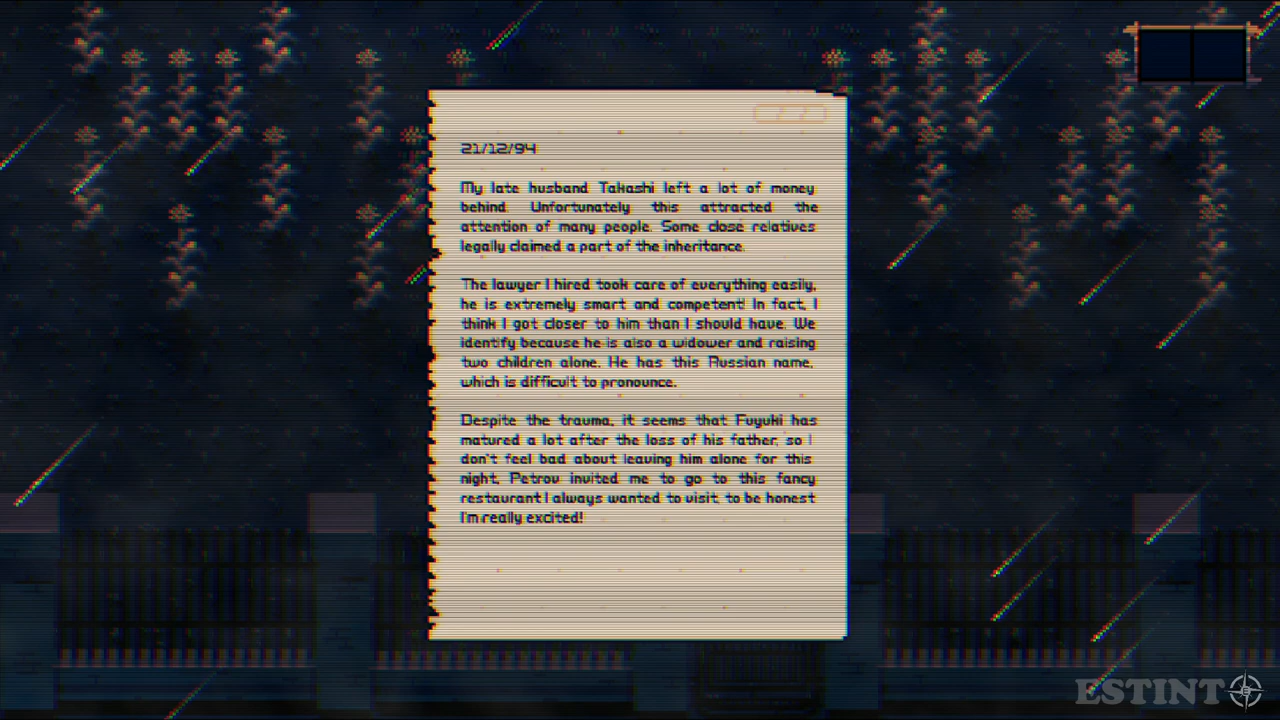 21/12/94
My late husband Takashi left a lot of money
behind. Unfortunately this attracted the
attention of many people. Some close relatives
legally claimed a part of the inheritance.
The lawyer I hired took care of everything easily,
he is extremely smart and competent! In fact, I
think I got closer to him than I should have. We
identify because he is also a widower and raising
two children alone. He has this Russian name,
which is difficult to pronounce.
Despite the trauma, it seems that Fuyuki has
matured a lot after the loss of his father, so I
don't feel bad about leaving him alone for this
night, Petrov invited me to go to this fancy
restaurant I always wanted to visit, to be honest
I'm really excited!
ESTINT